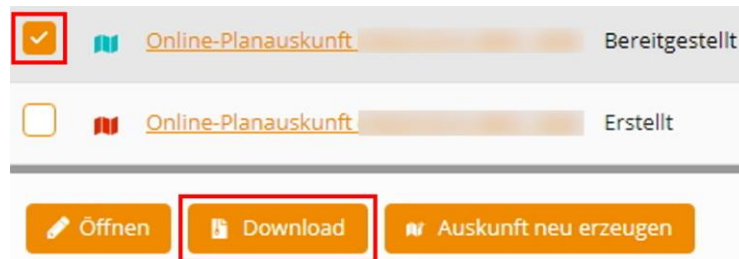 Online-Planauskunft Bereitgestellt
Online-Planauskunft Erstellt
Öffnen Download Auskunft neu erzeugen